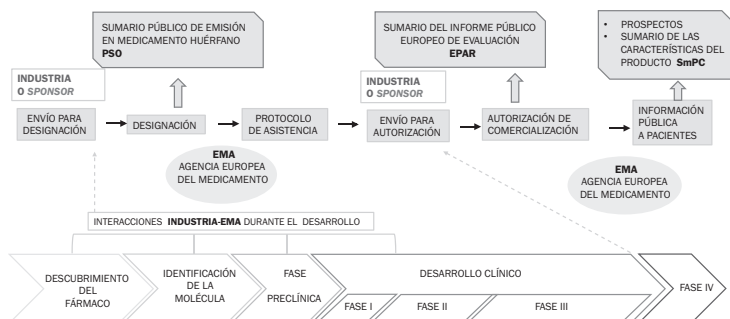 SUMARIO PÚBLICO DE EMISIÓN
EN MEDICAMENTO HUÉRFANO
PSO
SUMARIO DEL INFORME PÚBLICO
EUROPEO DE EVALUACIÓN
EPAR
• PROSPECTOS
• SUMARIO DE LAS
CARACTERÍSTICAS DEL
PRODUCTO SmPC
INDUSTRIA
O SPONSOR
INDUSTRIA
O SPONSOR
ENVÍO PARA
DESIGNACIÓN
DESIGNACIÓN
PROTOCOLO
DE ASISTENCIA
ENVÍO PARA
AUTORIZACIÓN
AUTORIZACIÓN DE
COMERCIALIZACIÓN
INFORMACIÓN
PÚBLICA
A PACIENTES
EMA
AGENCIA EUROPEA
DEL MEDICAMENTO
EMA
AGENCIA EUROPEA
DEL MEDICAMENTO
INTERACCIONES INDUSTRIA-EMA DURANTE EL DESARROLLO
DESCUBRIMIENTO
DEL
FÁRMACO
IDENTIFICACIÓN
DE LA
MOLÉCULA
FASE
PRECLÍNICA
DESARROLLO CLÍNICO
FASE I
FASE II
FASE III
FASE IV